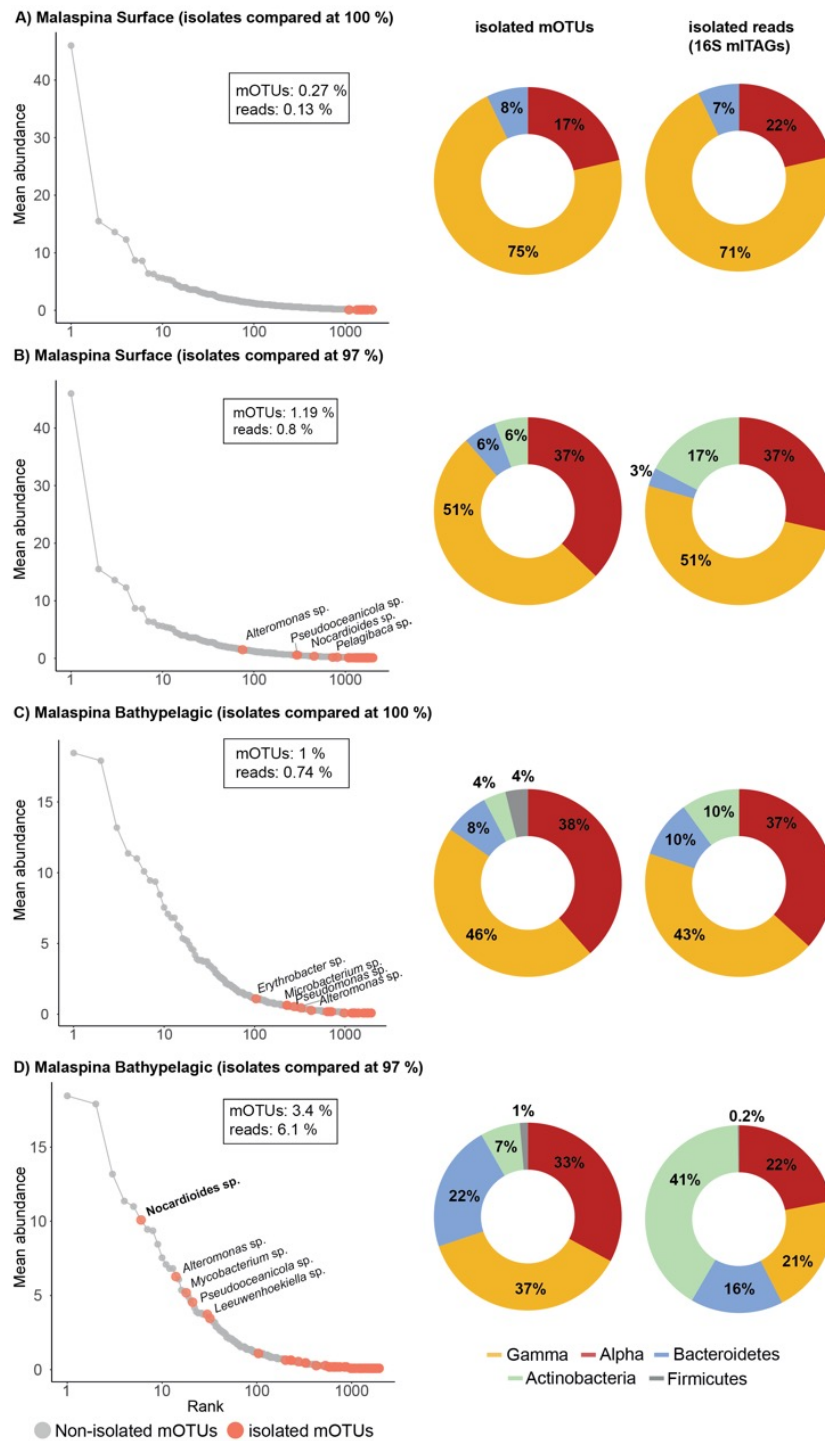 A) Malaspina Surface (isolates compared at 100 %)
isolated mOTUs
isolated reads
(16S mlTAGs)
mOTUs: 0.27 %
reads: 0.13 %
Mean abundance
40
30
20
10
0
1
10
100
1000
8%
17%
75%
7%
22%
71%
B) Malaspina Surface (isolates compared at 97 %)
mOTUs: 1.19 %
reads: 0.8 %
Mean abundance
40
30
20
10
0
1
10
100
1000
Alteromonas sp.
Pseudooceanicola sp.
Nocardioides sp.
Pelagibaca sp.
6%
6%
37%
51%
3%
17%
37%
51%
C) Malaspina Bathypelagic (isolates compared at 100 %)
mOTUs: 1 %
reads: 0.74 %
Mean abundance
15
10
5
0
1
10
100
1000
Erythrobacter sp.
Microbacterium sp.
Pseudomonas sp.
Alteromonas sp.
4%
4%
8%
38%
46%
10%
10%
37%
43%
D) Malaspina Bathypelagic (isolates compared at 97 %)
mOTUs: 3.4 %
reads: 6.1 %
Mean abundance
15
10
5
0
1
10
100
1000
Rank
Nocardioides sp.
Alteromonas sp.
Mycobacterium sp.
Pseudooceanicola sp.
Leeuwenhoekiella sp.
1%
7%
33%
22%
37%
0.2%
22%
41%
21%
16%
Gamma Alpha Bacteroidetes
Actinobacteria Firmicutes
Non-isolated mOTUs isolated mOTUs